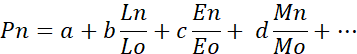 Pn = a + b Ln/Lo + c En/Eo + d Mn/Mo + ⋯